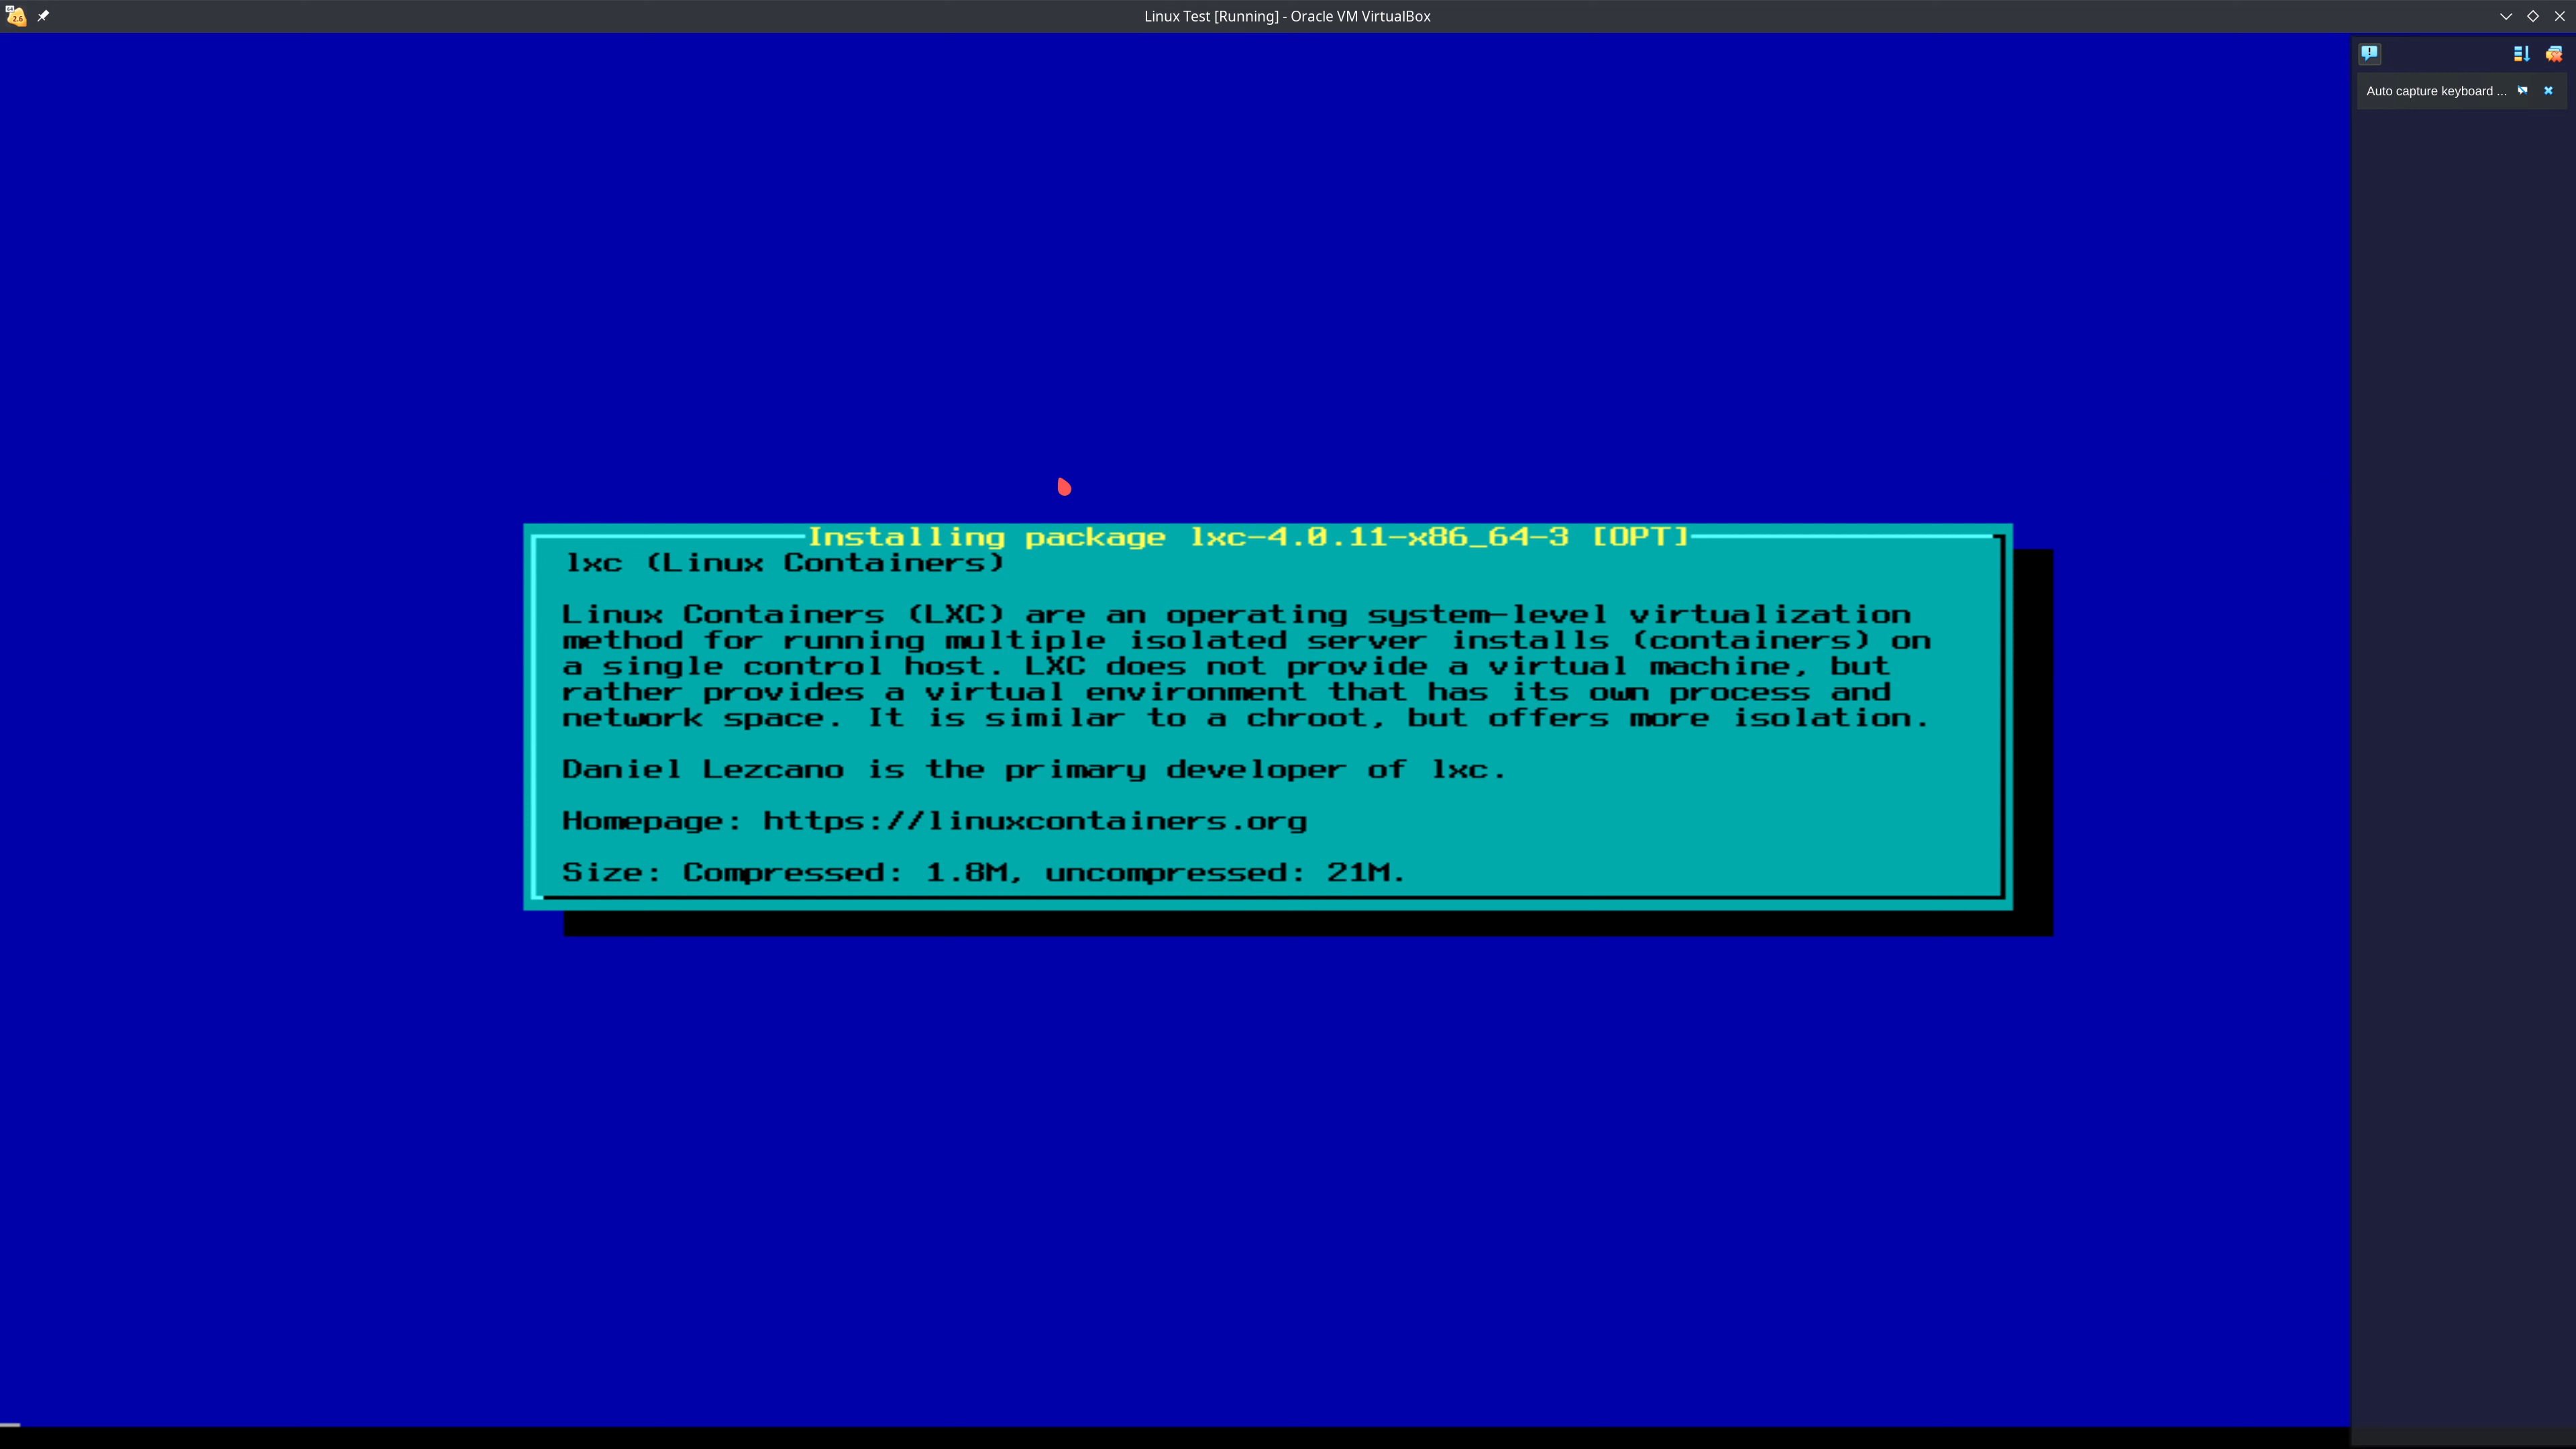 Linux Test [Running] - Oracle VM VirtualBox
Auto capture keyboard ...
Installing package lxc-4.0.11-x86_64-3 [OPT]
lxc (Linux Containers)
Linux Containers (LXC) are an operating system-level virtualization
method for running multiple isolated server installs (containers) on
a single control host. LXC does not provide a virtual machine, but
rather provides a virtual environment that has its own process and
network space. It is similar to a chroot, but offers more isolation.
Daniel Lezcano is the primary developer of lxc.
Homepage: https://linuxcontainers.org
Size: Compressed: 1.8M, uncompressed: 21M.